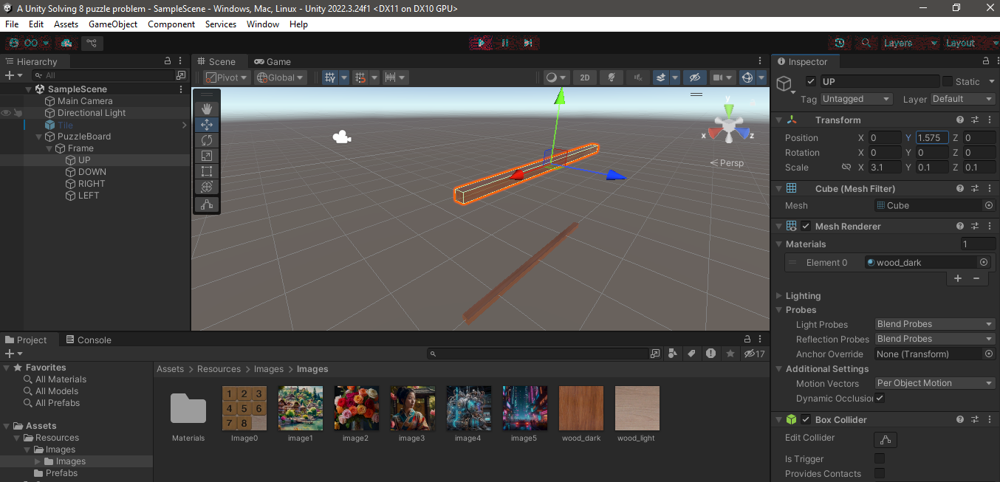 A Unity Solving 8 puzzle problem - SampleScene - Windows, Mac, Linux - Unity 2022.3.24f1 <DX11 on DX10 GPU>
File Edit Assets GameObject Component Services Window Help
Layers Layout
Hierarchy
All
SampleScene
Main Camera
Directional Light
Tile
PuzzleBoard
Frame
UP
DOWN
RIGHT
LEFT
Scene Game
Pivot Global 2D
y
x z
Persp
Inspector
UP Static
Tag Untagged Layer Default
Transform
Position X 0 Y 1.575 Z 0
Rotation X 0 Y 0 Z 0
Scale X 3.1 Y 0.1 Z 0.1
Cube (Mesh Filter)
Mesh Cube
Mesh Renderer
Materials 1
Element 0 wood_dark
Lighting
Probes
Light Probes Blend Probes
Reflection Probes Blend Probes
Anchor Override None (Transform)
Additional Settings
Motion Vectors Per Object Motion
Dynamic Occlusion
Box Collider
Edit Collider
Is Trigger
Provides Contacts
Project Console
17
Favorites
All Materials
All Models
All Prefabs
Assets
Resources
Images
Images
Prefabs
Assets > Resources > Images > Images
1 2 3
4 5 6
7 8
Materials Image0 image1 image2 image3 image4 image5 wood_dark wood_light